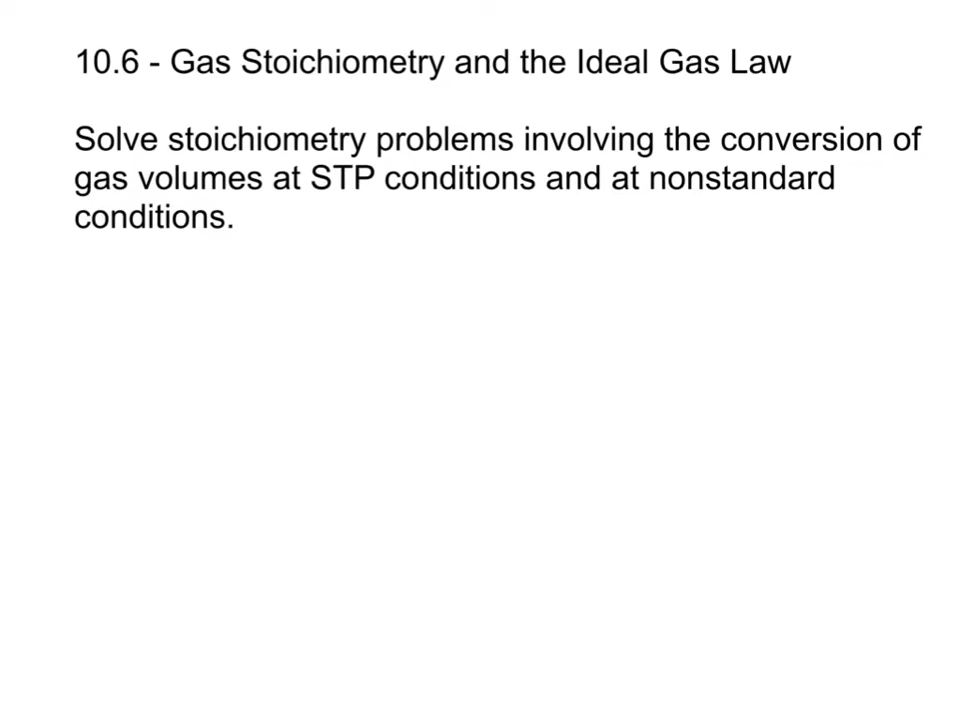 10.6 - Gas Stoichiometry and the Ideal Gas Law
Solve stoichiometry problems involving the conversion of
gas volumes at STP conditions and at nonstandard
conditions.